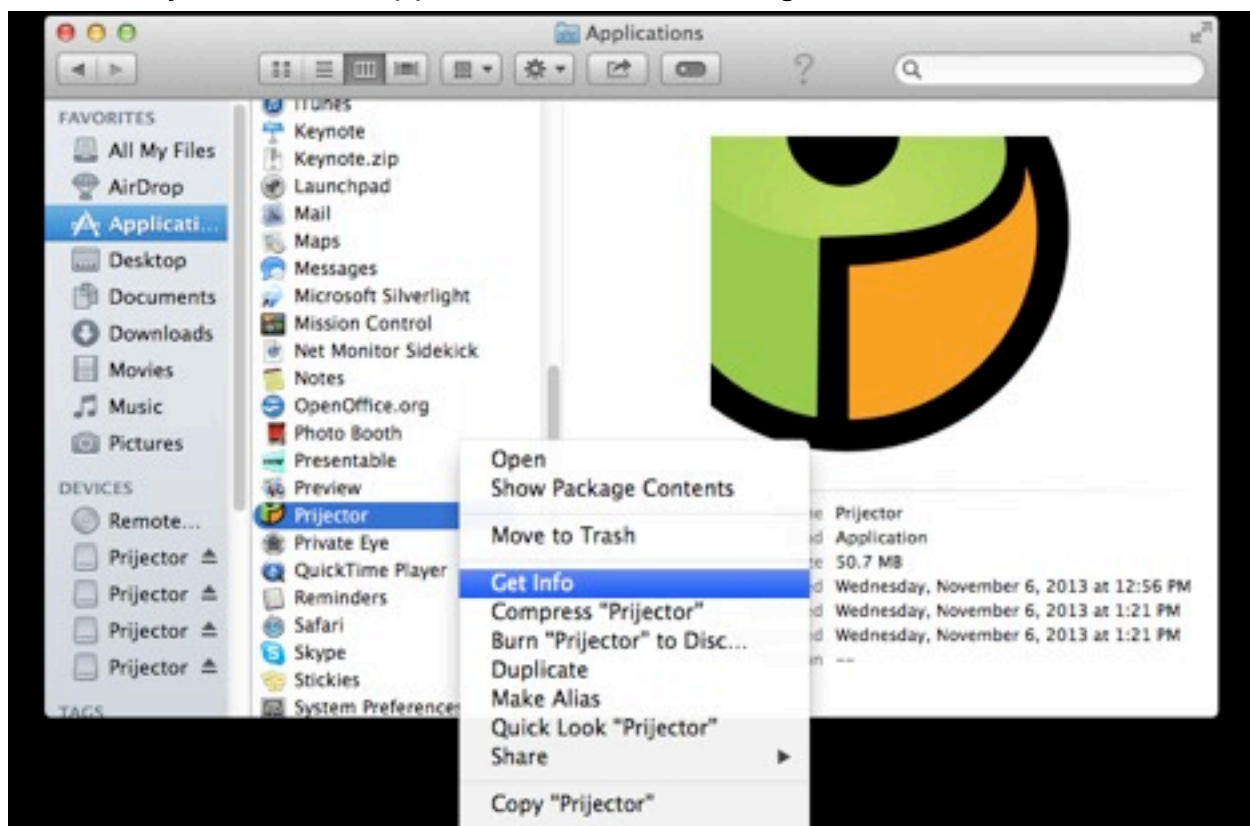 Applications
FAVORITES
All My Files
AirDrop
Applicati...
Desktop
Documents
Downloads
Movies
Music
Pictures
DEVICES
Remote...
Prijector
Prijector
Prijector
Prijector
TAGS
iTunes
Keynote
Keynote.zip
Launchpad
Mail
Maps
Messages
Microsoft Silverlight
Mission Control
Net Monitor Sidekick
Notes
OpenOffice.org
Photo Booth
Presentable
Preview
Prijector
Private Eye
QuickTime Player
Reminders
Safari
Skype
Stickies
System Preferences
Open
Show Package Contents
Move to Trash
Get Info
Compress "Prijector"
Burn "Prijector" to Disc...
Duplicate
Make Alias
Quick Look "Prijector"
Share
Copy "Prijector"
Prijector
Application
50.7 MB
Wednesday, November 6, 2013 at 12:56 PM
Wednesday, November 6, 2013 at 1:21 PM
Wednesday, November 6, 2013 at 1:21 PM
--